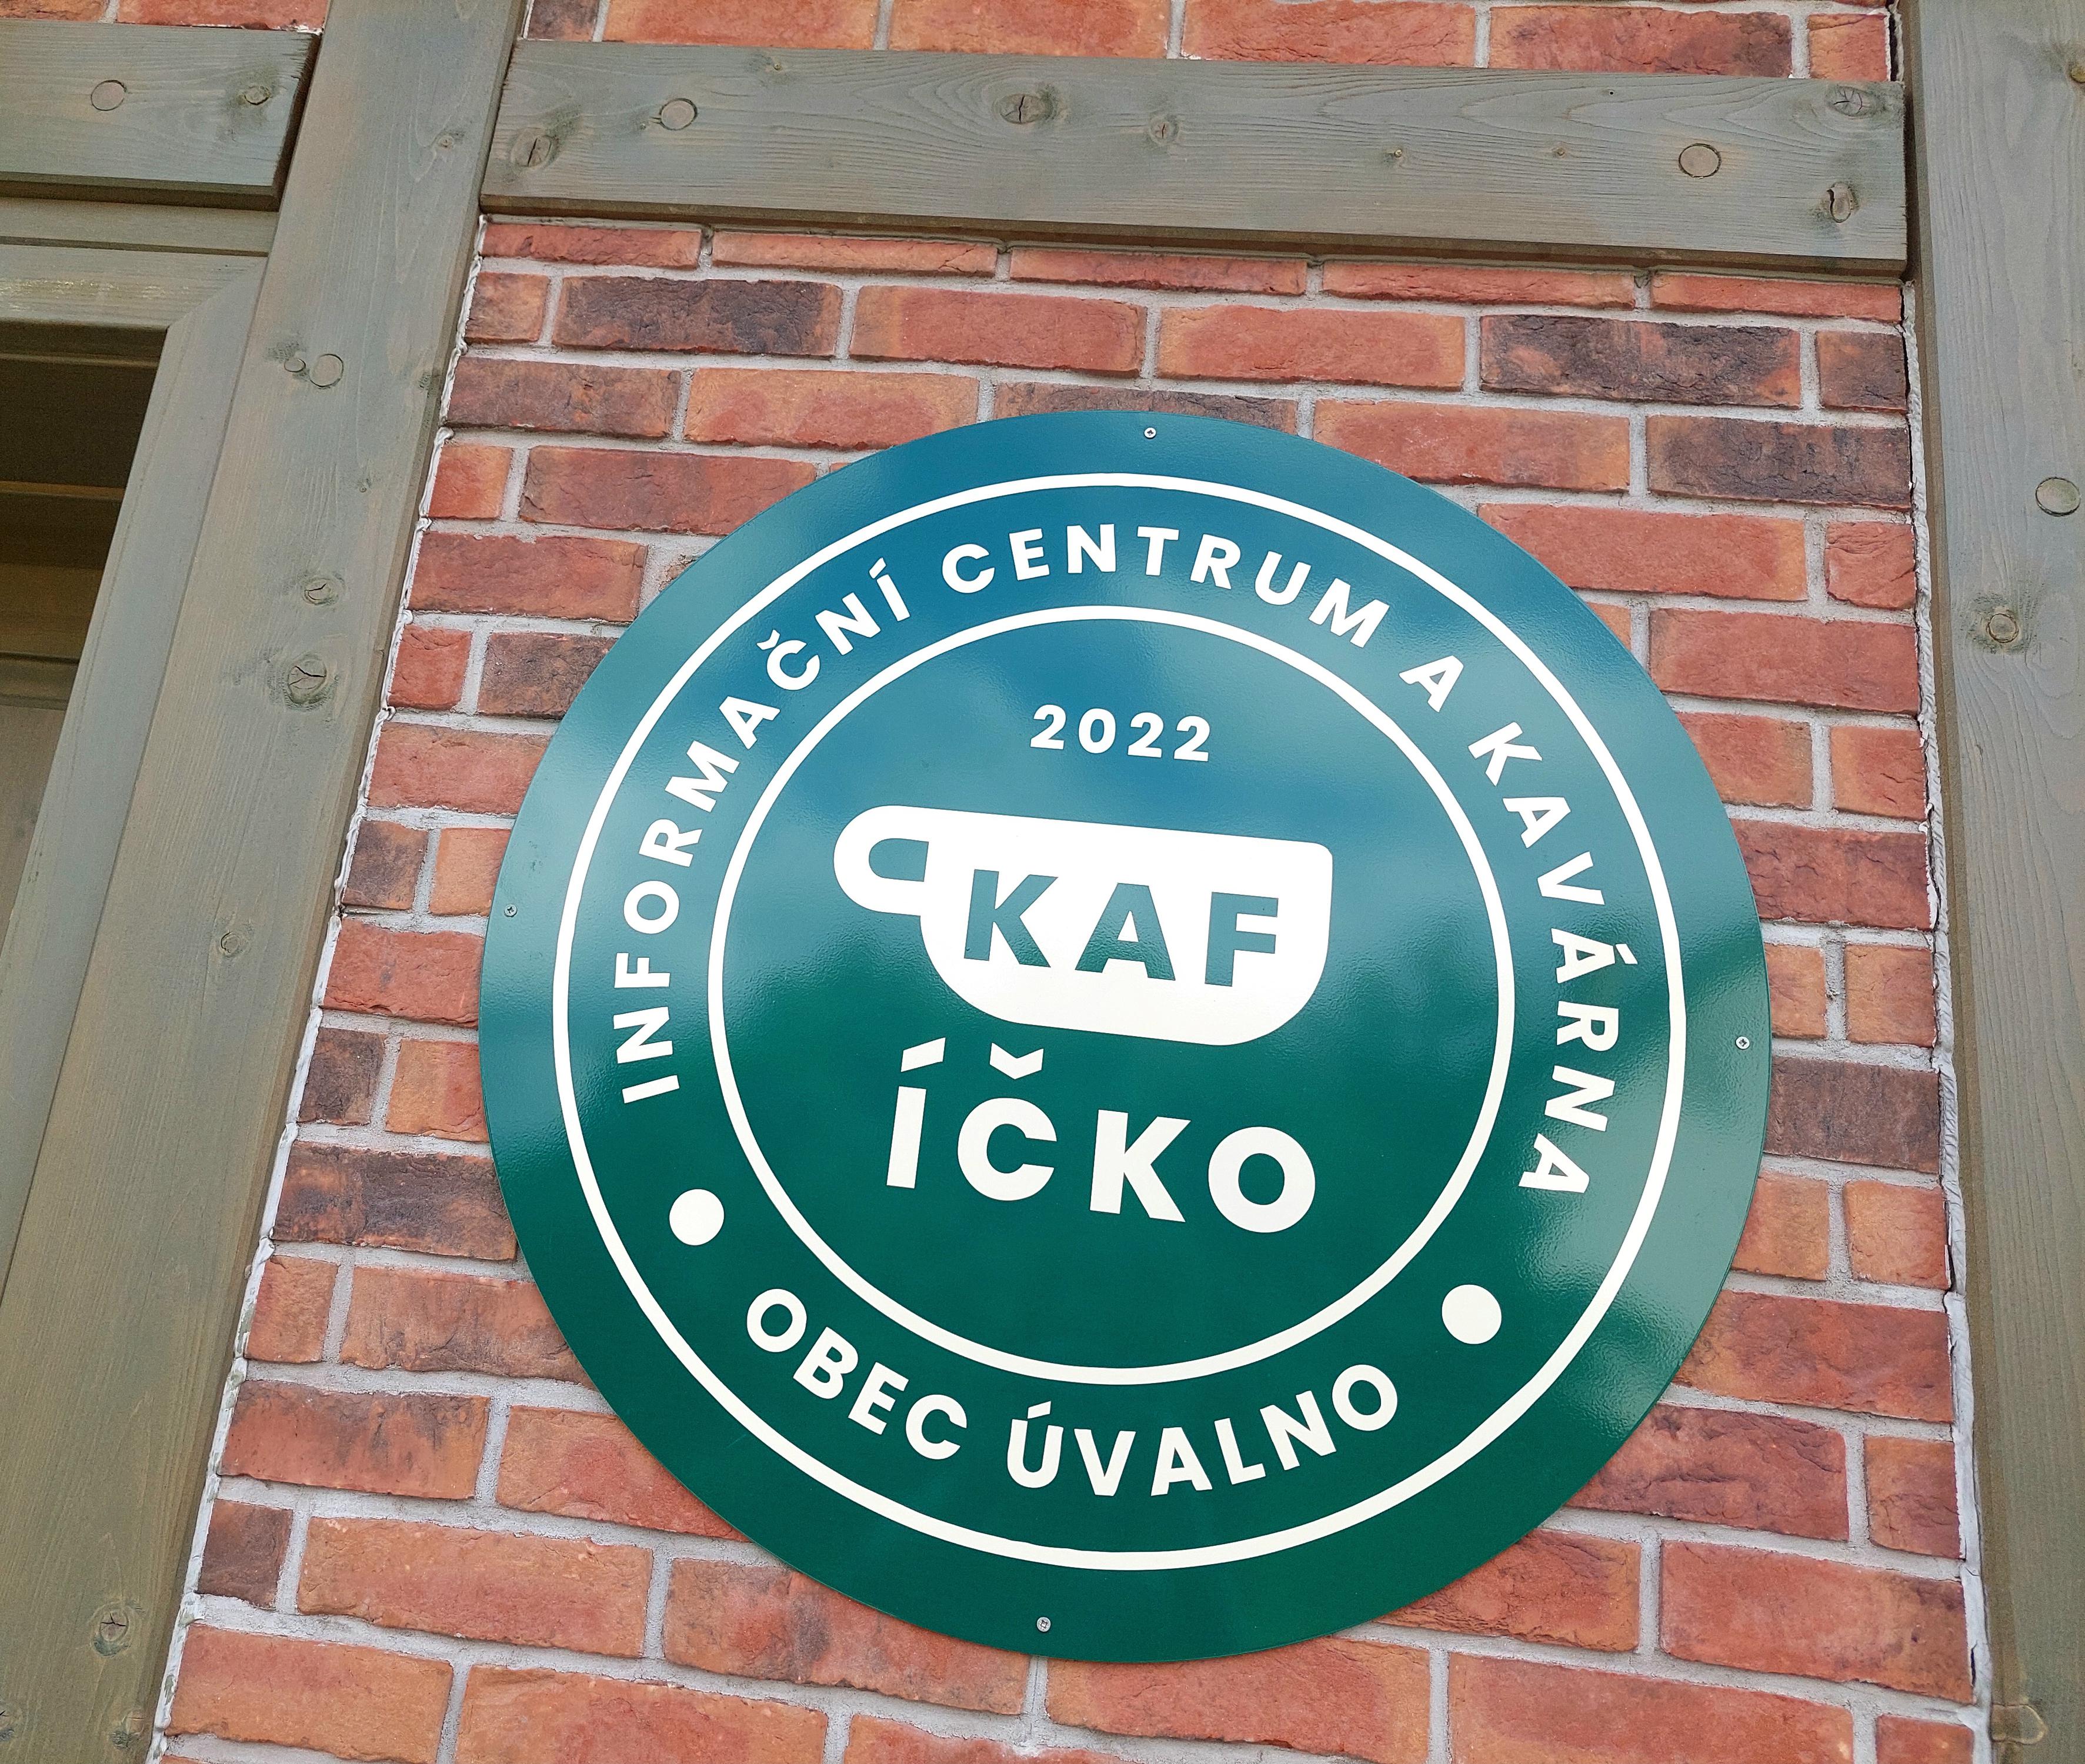 INFORMAČNÍ CENTRUM A KAVÁRNA
2022
KAF
ÍČKO
OBEC ÚVALNO